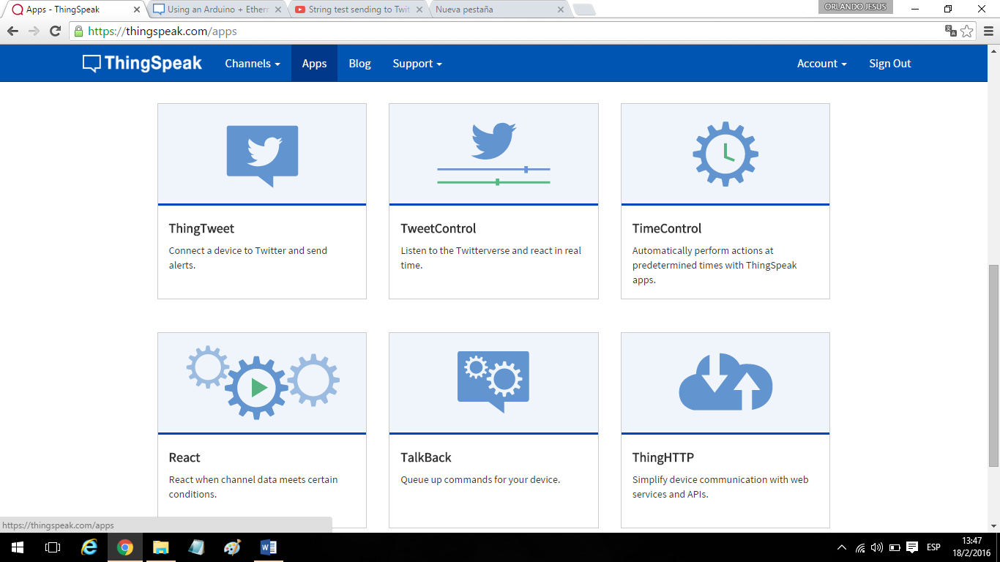 Apps - ThingSpeak
Using an Arduino + Ethern
String test sending to Twit
Nueva pestaña
ORLANDO JESUS
https://thingspeak.com/apps
ThingSpeak
Channels
Apps
Blog
Support
Account
Sign Out
ThingTweet
Connect a device to Twitter and send
alerts.
TweetControl
Listen to the Twitterverse and react in real
time.
TimeControl
Automatically perform actions at
predetermined times with ThingSpeak
apps.
React
React when channel data meets certain
conditions.
TalkBack
Queue up commands for your device.
ThingHTTP
Simplify device communication with web
services and APIs.
https://thingspeak.com/apps
ESP
13:47
18/2/2016